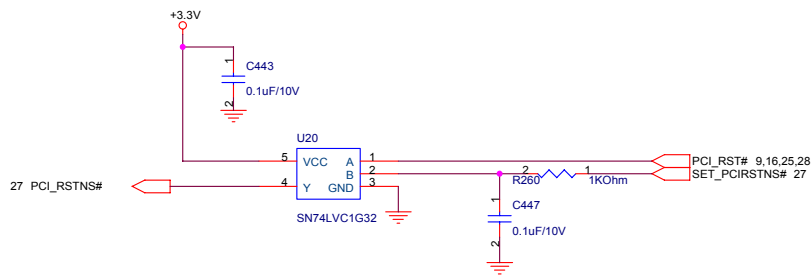 +3.3V
1
C443
0.1uF/10V
2
U20
5 VCC A 1 PCI_RST# 9,16,25,28
B 2 2 R260 1 1KOhm SET_PCIRSTNS# 27
27 PCI_RSTNS# 4 Y GND 3
SN74LVC1G32
1
C447
0.1uF/10V
2